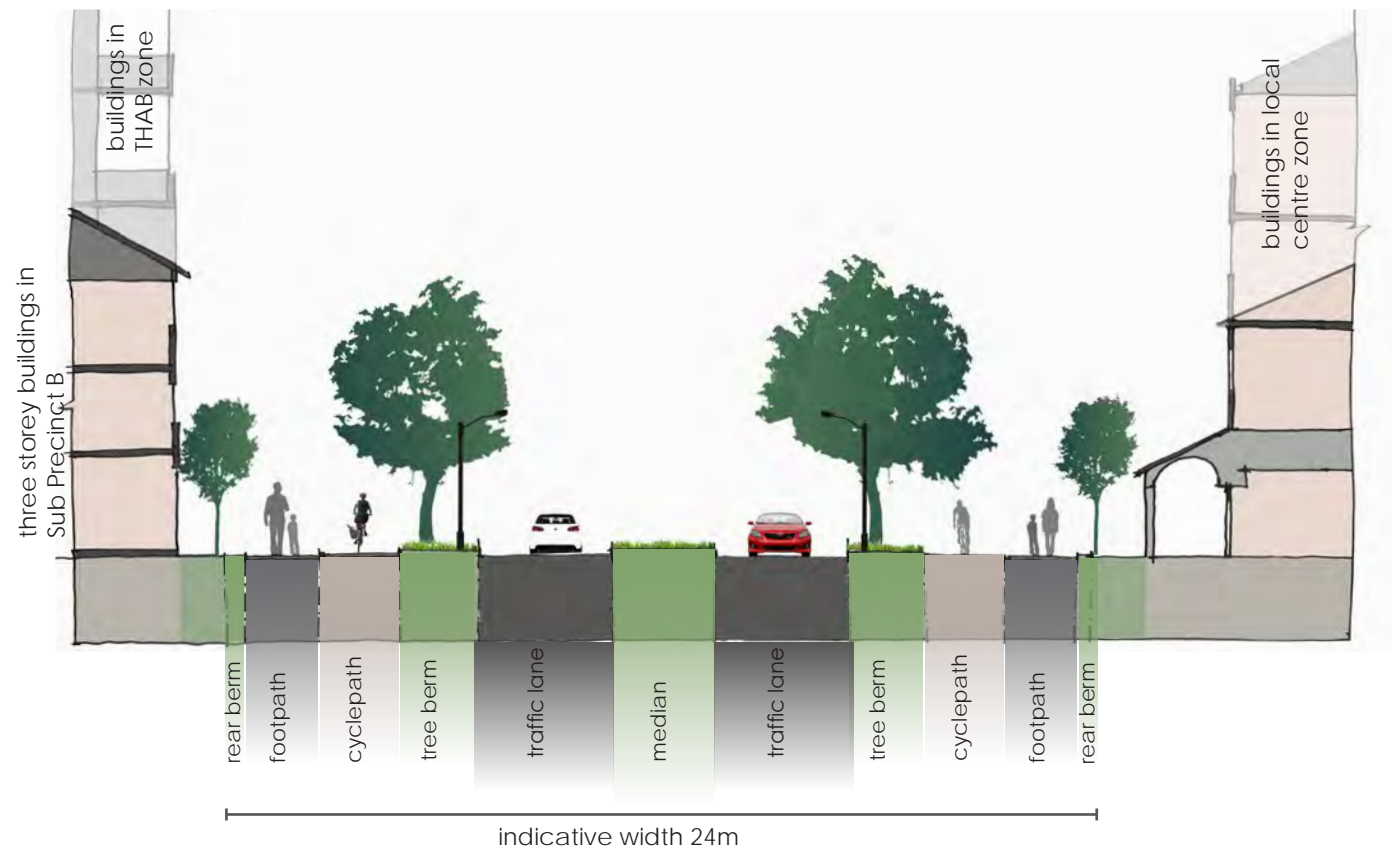 buildings in
THAB zone
buildings in local
centre zone
three storey buildings in
Sub Precinct B
rear berm
footpath
cyclepath
tree berm
traffic lane
median
traffic lane
tree berm
cyclepath
footpath
rear berm
indicative width 24m